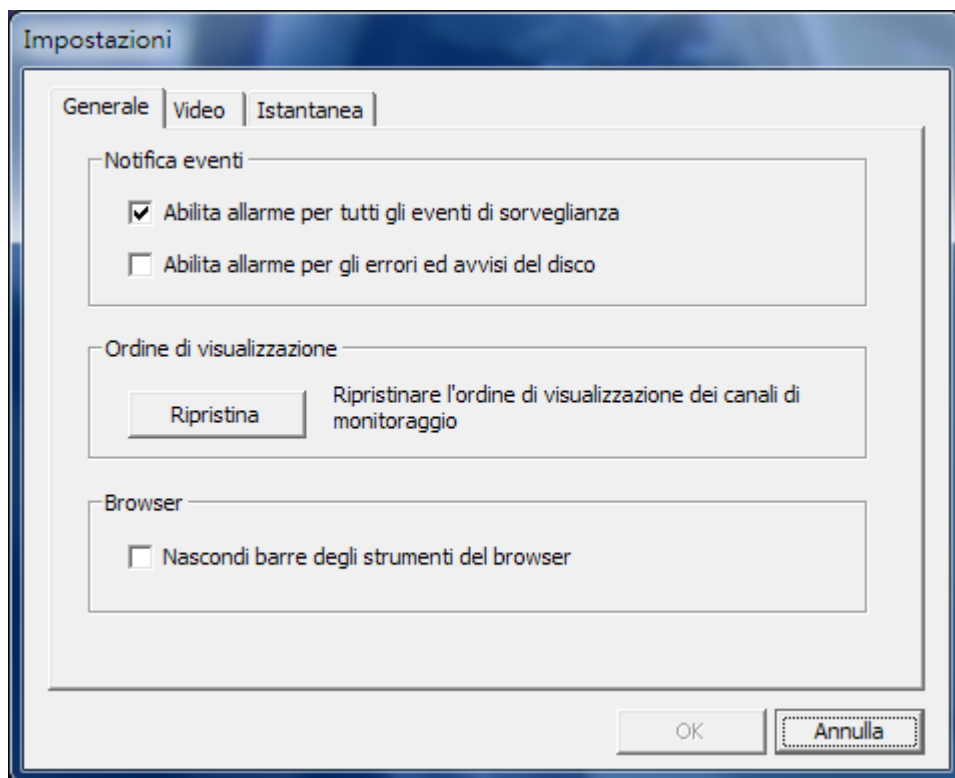 Impostazioni
Generale Video Istantanea
Notifica eventi
Abilita allarme per tutti gli eventi di sorveglianza
Abilita allarme per gli errori ed avvisi del disco
Ordine di visualizzazione
Ripristina
Ripristinare l'ordine di visualizzazione dei canali di
monitoraggio
Browser
Nascondi barre degli strumenti del browser
OK Annulla